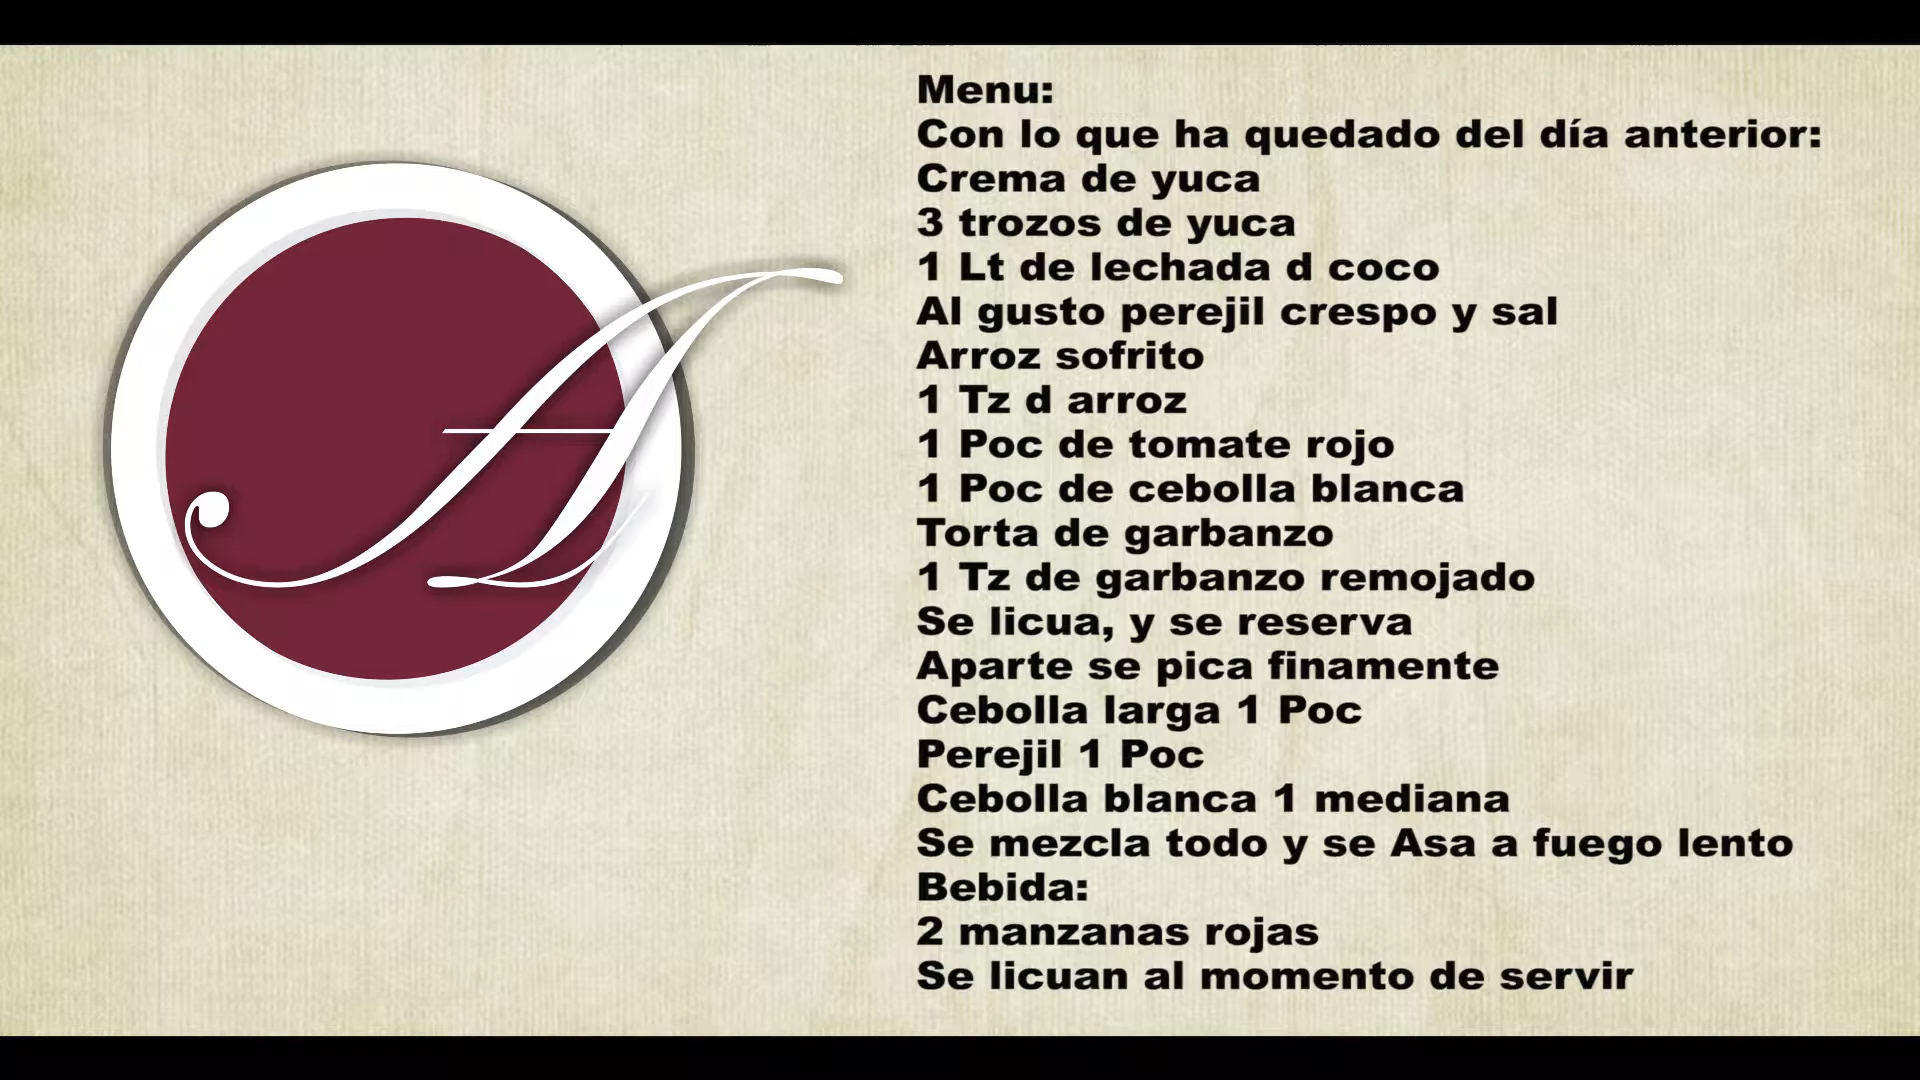 Menu:
Con lo que ha quedado del día anterior:
Crema de yuca
3 trozos de yuca
1 Lt de lechada d coco
Al gusto perejil crespo y sal
Arroz sofrito
1 Tz d arroz
1 Poc de tomate rojo
1 Poc de cebolla blanca
Torta de garbanzo
1 Tz de garbanzo remojado
Se licua, y se reserva
Aparte se pica finamente
Cebolla larga 1 Poc
Perejil 1 Poc
Cebolla blanca 1 mediana
Se mezcla todo y se Asa a fuego lento
Bebida:
2 manzanas rojas
Se licuan al momento de servir
A